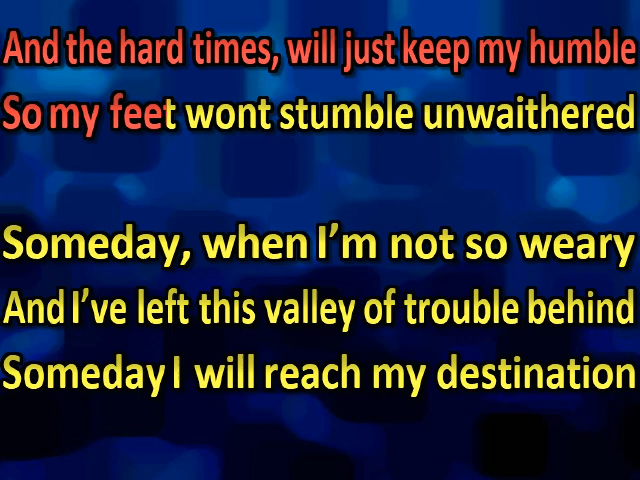 And the hard times, will just keep my humble
So my feet wont stumble unwaithered
Someday, when I'm not so weary
And I've left this valley of trouble behind
Someday I will reach my destination